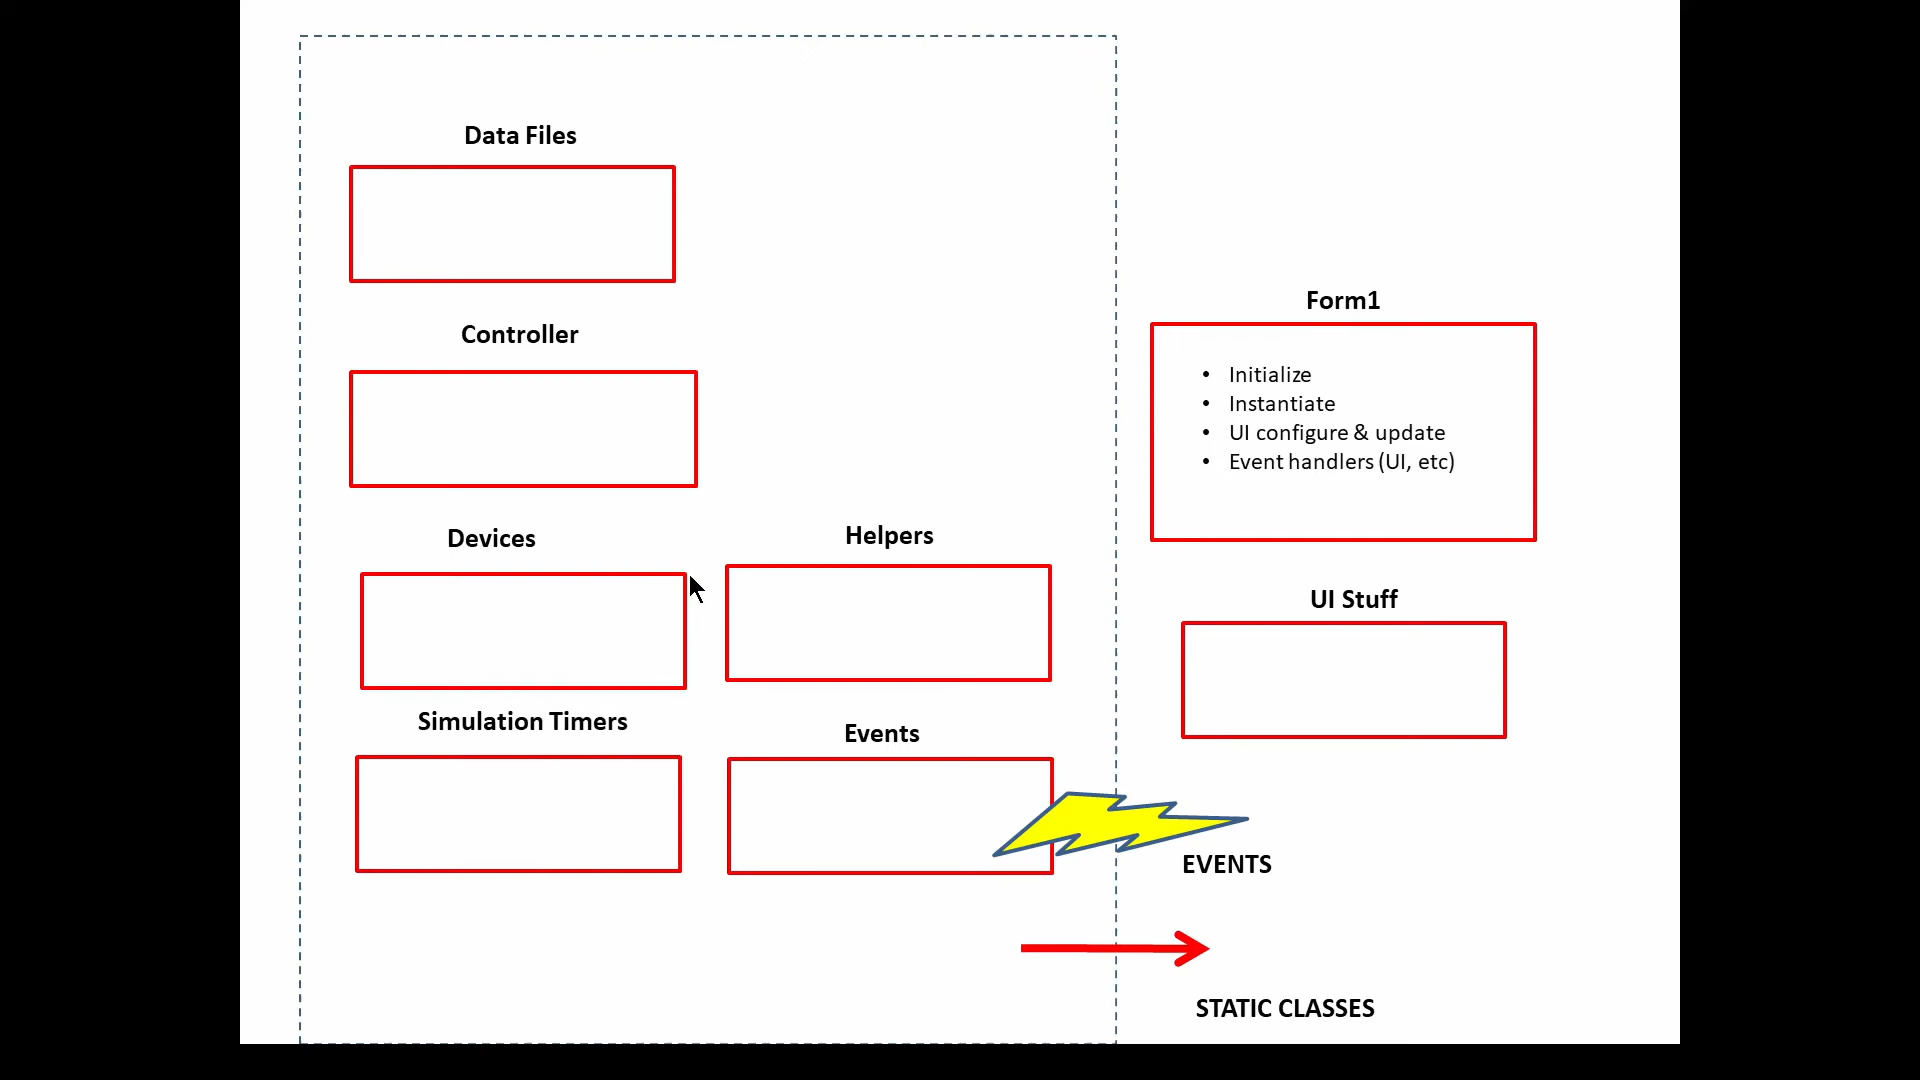 Data Files
Controller
Devices
Helpers
Simulation Timers
Events
Form1
• Initialize
• Instantiate
• UI configure & update
• Event handlers (UI, etc)
UI Stuff
EVENTS
STATIC CLASSES